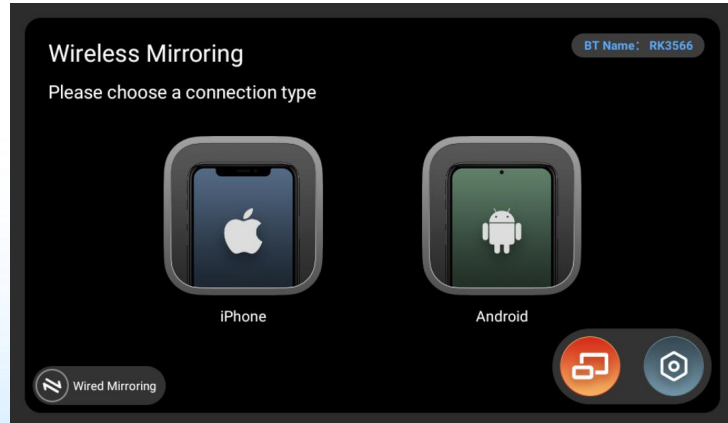 Wireless Mirroring
BT Name: RK3566
Please choose a connection type
iPhone
Android
Wired Mirroring